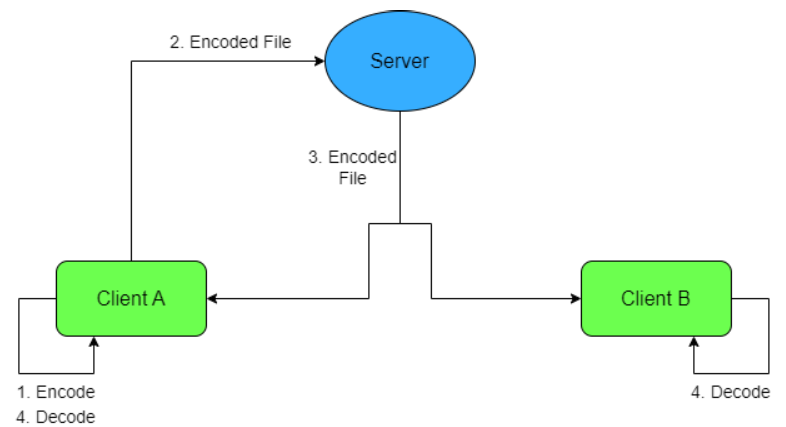 2. Encoded File
Server
3. Encoded
File
Client A
Client B
1. Encode
4. Decode
4. Decode